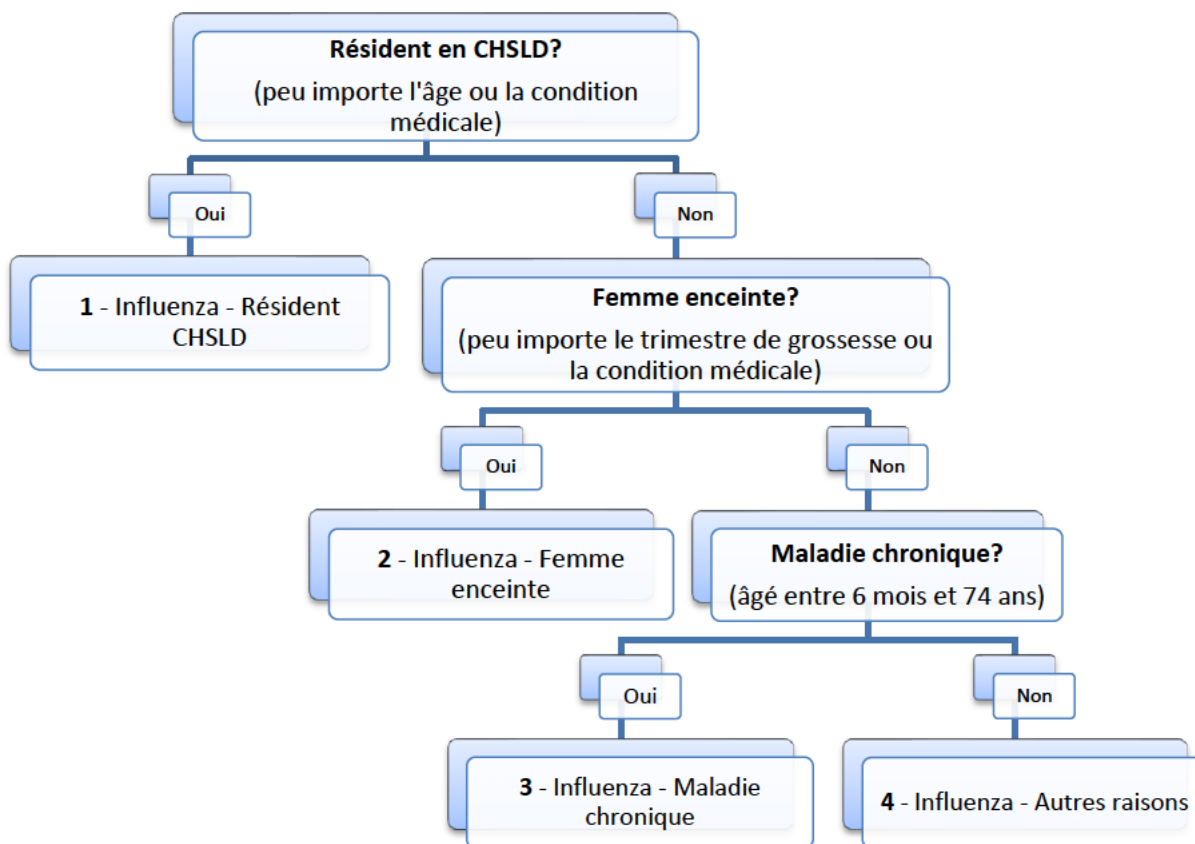 Résident en CHSLD?
(peu importe l'âge ou la condition
médicale)
Oui
Non
1 - Influenza - Résident
CHSLD
Femme enceinte?
(peu importe le trimestre de grossesse ou
la condition médicale)
Oui
Non
2 - Influenza - Femme
enceinte
Maladie chronique?
(âgé entre 6 mois et 74 ans)
Oui
Non
3 - Influenza - Maladie
chronique
4 - Influenza - Autres raisons